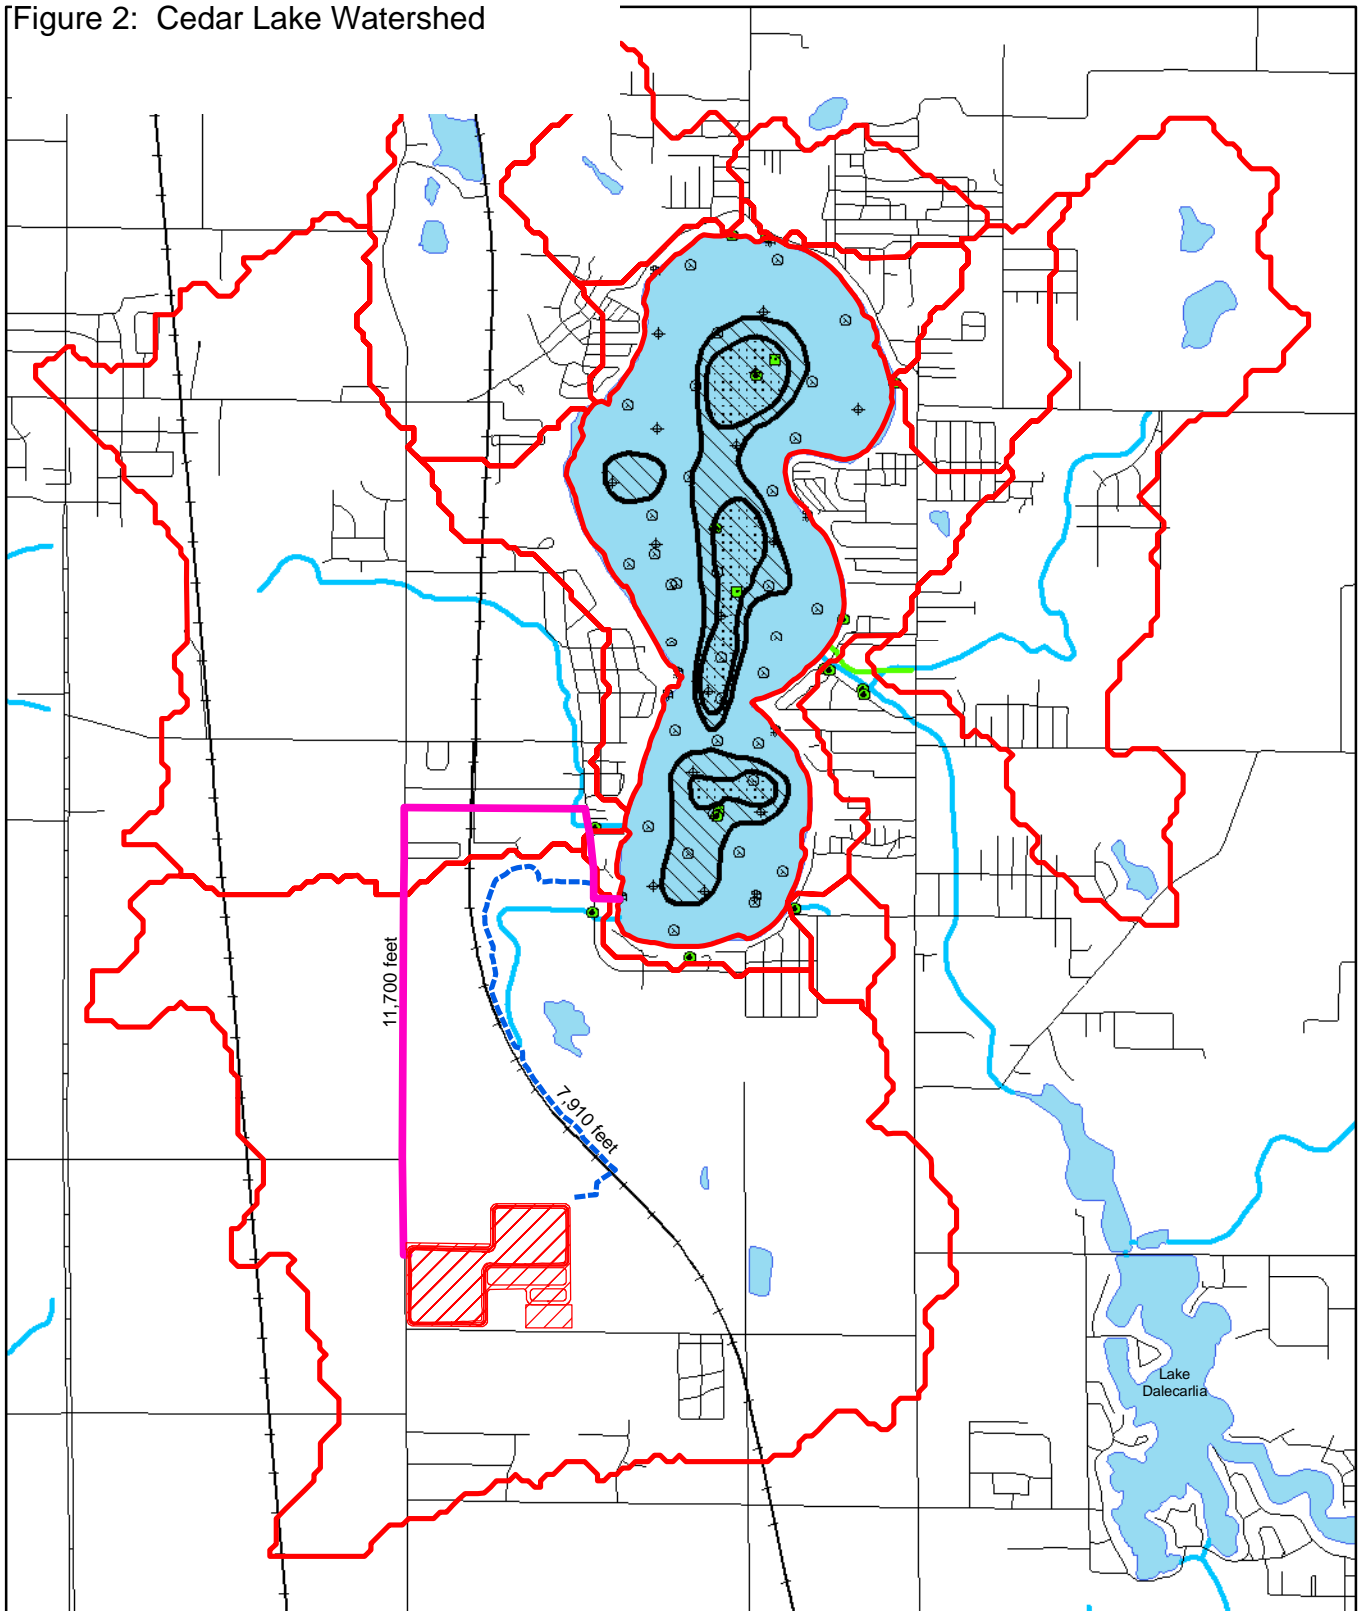 Figure 2: Cedar Lake Watershed
11,700 feet
7,910 feet
Lake
Dalecarlia